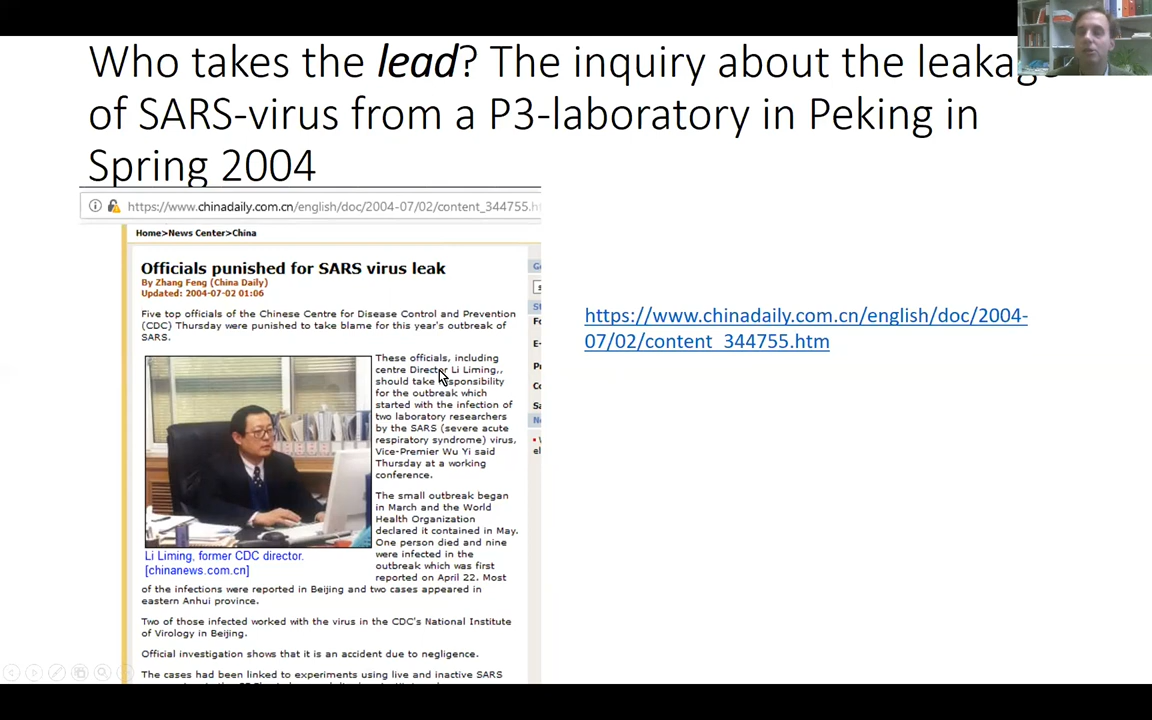 Who takes the lead? The inquiry about the leakage
of SARS-virus from a P3-laboratory in Peking in
Spring 2004
https://www.chinadaily.com.cn/english/doc/2004-07/02/content_344755.h
Home>News Center>China
Officials punished for SARS virus leak
By Zhang Feng (China Daily)
Updated: 2004-07-02 01:06
Five top officials of the Chinese Centre for Disease Control and Prevention
(CDC) Thursday were punished to take blame for this year's outbreak of
SARS.
These officials, including
centre Director Li Liming,,
should take responsibility
for the outbreak which
started with the infection of
two laboratory researchers
by the SARS (severe acute
respiratory syndrome) virus,
Vice-Premier Wu Yi said
Thursday at a working
conference.
The small outbreak began
in March and the World
Health Organization
declared it contained in May.
One person died and nine
were infected in the
outbreak which was first
reported on April 22. Most
Li Liming, former CDC director.
[chinanews.com.cn]
of the infections were reported in Beijing and two cases appeared in
eastern Anhui province.
Two of those infected worked with the virus in the CDC's National Institute
of Virology in Beijing.
Official investigation shows that it is an accident due to negligence.
The cases had been linked to experiments using live and inactive SARS
https://www.chinadaily.com.cn/english/doc/2004-
07/02/content_344755.htm